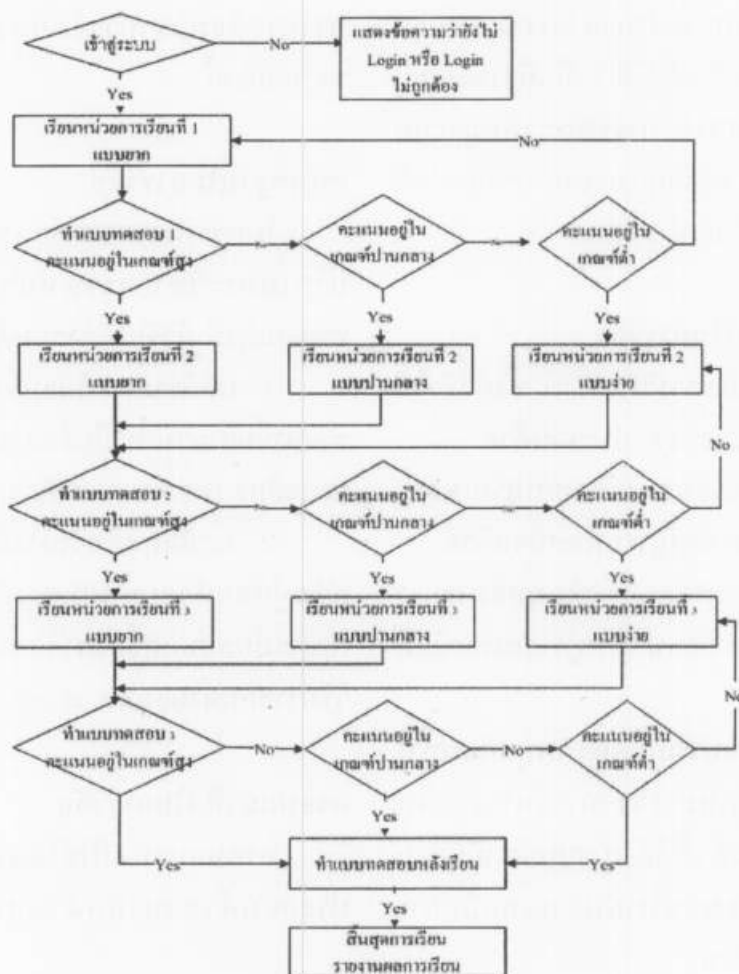 เข้าสู่ระบบ
No
แสดงข้อความว่ายังไม่
Login หรือ Login
ไม่ถูกต้อง
Yes
เรียนหน่วยการเรียนที่ 1
แบบยาก
No
ทำแบบทดสอบ 1
คะแนนอยู่ในเกณฑ์สูง
คะแนนอยู่ใน
เกณฑ์ปานกลาง
คะแนนอยู่ใน
เกณฑ์ต่ำ
Yes
Yes
Yes
เรียนหน่วยการเรียนที่ 2
แบบยาก
เรียนหน่วยการเรียนที่ 2
แบบปานกลาง
เรียนหน่วยการเรียนที่ 2
แบบง่าย
No
ทำแบบทดสอบ 2
คะแนนอยู่ในเกณฑ์สูง
คะแนนอยู่ใน
เกณฑ์ปานกลาง
คะแนนอยู่ใน
เกณฑ์ต่ำ
Yes
Yes
Yes
เรียนหน่วยการเรียนที่ 3
แบบยาก
เรียนหน่วยการเรียนที่ 3
แบบปานกลาง
เรียนหน่วยการเรียนที่ 3
แบบง่าย
No
ทำแบบทดสอบ 3
คะแนนอยู่ในเกณฑ์สูง
No
คะแนนอยู่ใน
เกณฑ์ปานกลาง
No
คะแนนอยู่ใน
เกณฑ์ต่ำ
Yes
Yes
ทำแบบทดสอบหลังเรียน
Yes
Yes
สิ้นสุดการเรียน
รายงานผลการเรียน